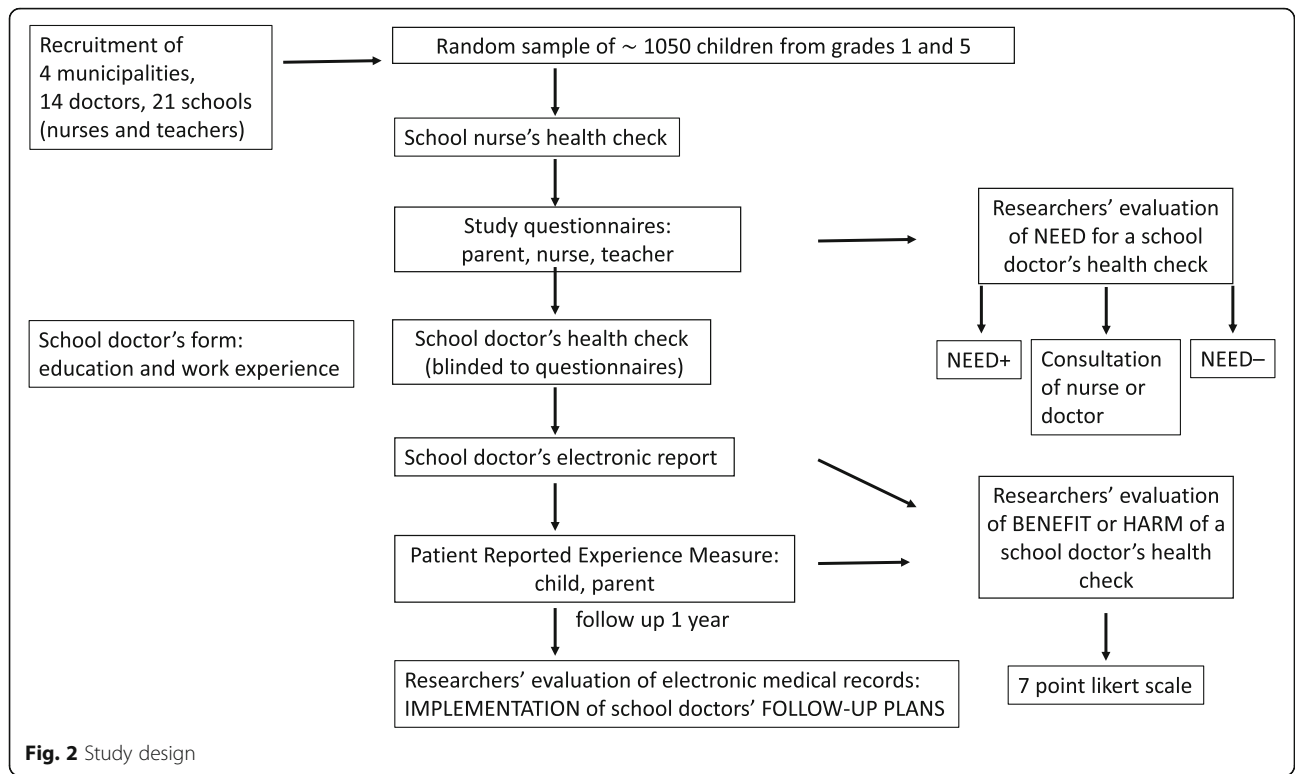 Recruitment of
4 municipalities,
14 doctors, 21 schools
(nurses and teachers)
Random sample of ~ 1050 children from grades 1 and 5
School nurse’s health check
Study questionnaires:
parent, nurse, teacher
Researchers’ evaluation
of NEED for a school
doctor’s health check
NEED+
Consultation
of nurse or
doctor
NEED–
School doctor’s form:
education and work experience
School doctor’s health check
(blinded to questionnaires)
School doctor’s electronic report
Patient Reported Experience Measure:
child, parent
Researchers’ evaluation
of BENEFIT or HARM of a
school doctor’s health
check
follow up 1 year
Researchers’ evaluation of electronic medical records:
IMPLEMENTATION of school doctors’ FOLLOW-UP PLANS
7 point likert scale
Fig. 2 Study design